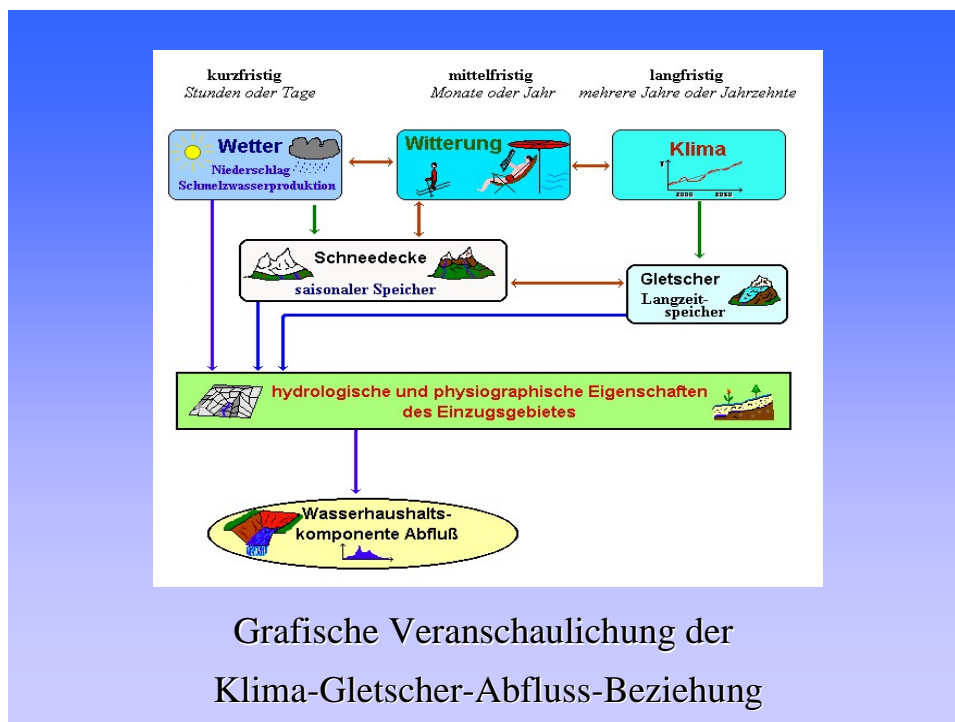 kurzfristig
Stunden oder Tage
mittelfristig
Monate oder Jahr
langfristig
mehrere Jahre oder Jahrzehnte
Wetter
Niederschlag
Schmelzwasserproduktion
Witterung
Klima
T
2000 2050
Schneedecke
saisonaler Speicher
Gletscher
Langzeit-
speicher
hydrologische und physiographische Eigenschaften
des Einzugsgebietes
Wasserhaushalts-
komponente Abfluß
Grafische Veranschaulichung der
Klima-Gletscher-Abfluss-Beziehung